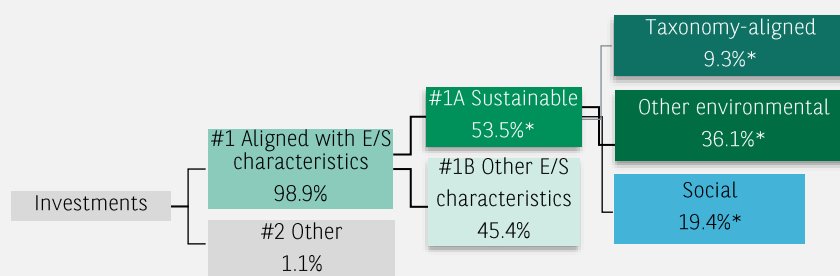 Taxonomy-aligned
9.3%*
#1A Sustainable
53.5%*
Other environmental
36.1%*
#1 Aligned with E/S
characteristics
98.9%
#1B Other E/S
characteristics
45.4%
Social
19.4%*
Investments
#2 Other
1.1%